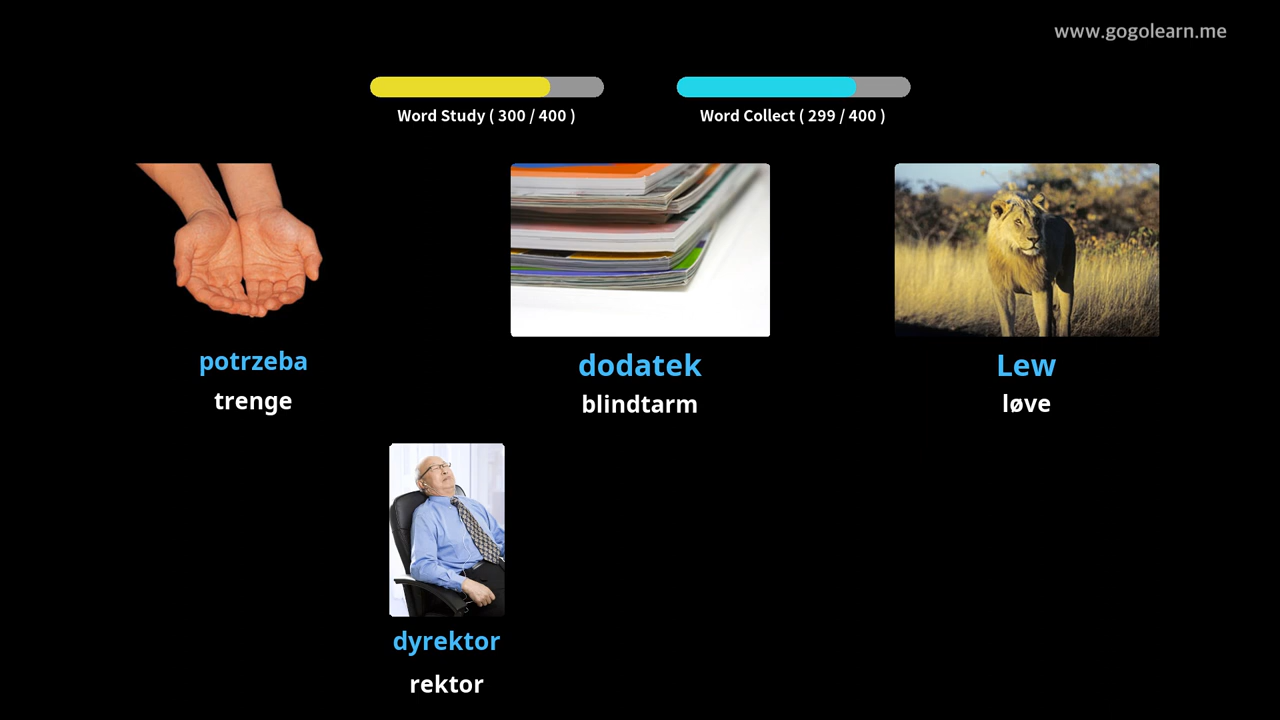 www.gogolearn.me
Word Study ( 300 / 400 )
Word Collect ( 299 / 400 )
potrzeba
trenge
dodatek
blindtarm
Lew
løve
dyrektor
rektor